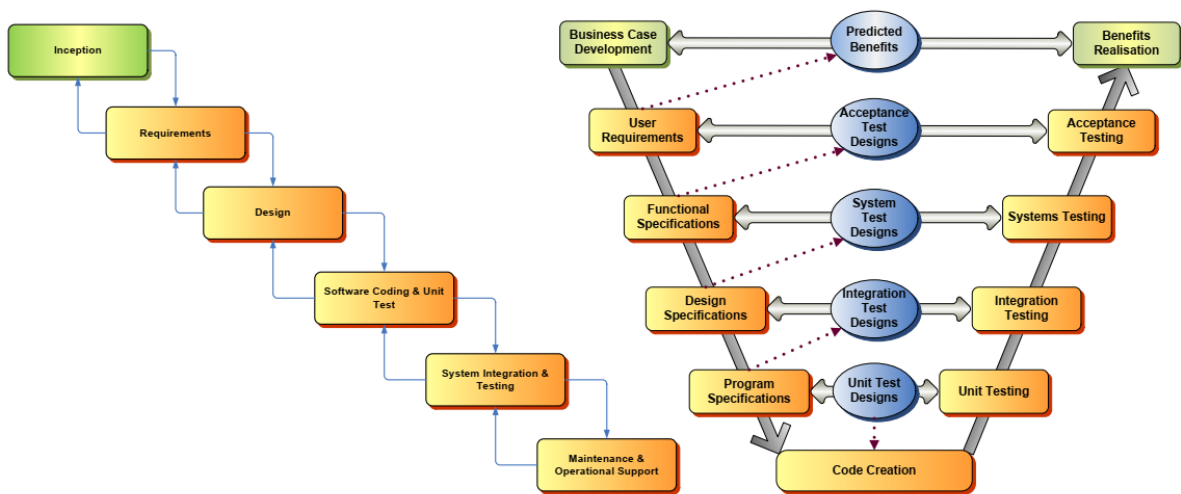 Inception
Requirements
Design
Software Coding & Unit
Test
System Integration &
Testing
Maintenance &
Operational Support
Business Case
Development
Predicted
Benefits
Benefits
Realisation
User
Requirements
Acceptance
Test
Designs
Acceptance
Testing
Functional
Specifications
System
Test
Designs
Systems Testing
Design
Specifications
Integration
Test
Designs
Integration
Testing
Program
Specifications
Unit Test
Designs
Unit Testing
Code Creation